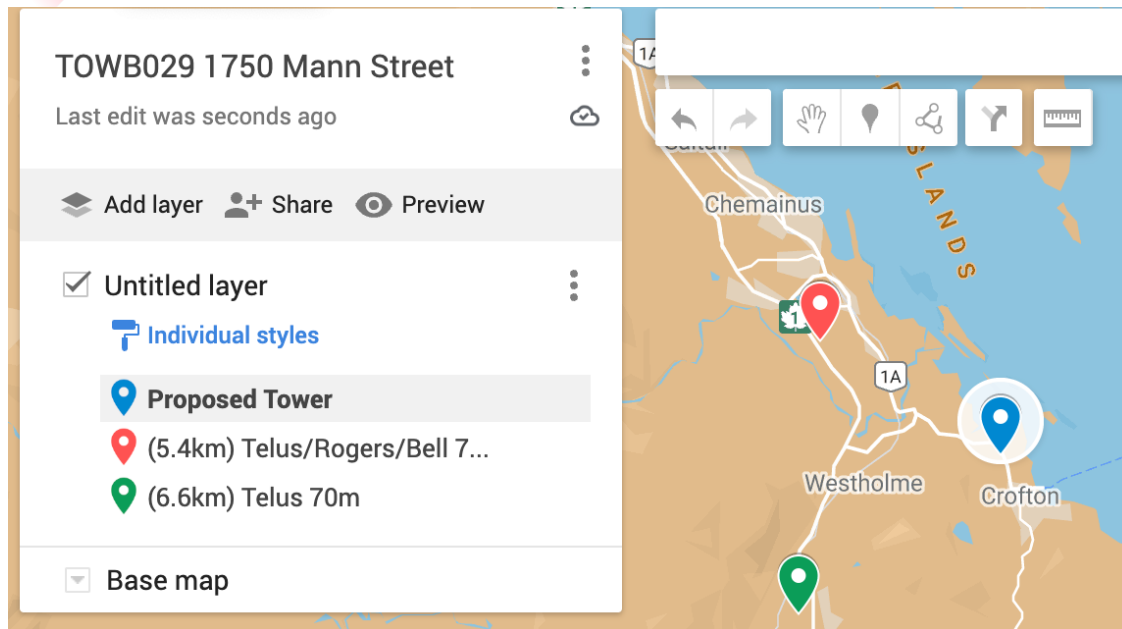 TOWB029 1750 Mann Street
Last edit was seconds ago
Add layer Share Preview
Untitled layer
Individual styles
Proposed Tower
(5.4km) Telus/Rogers/Bell 7...
(6.6km) Telus 70m
Base map
1A
ISLANDS
Chemainus
1
1A
Westholme
Crofton